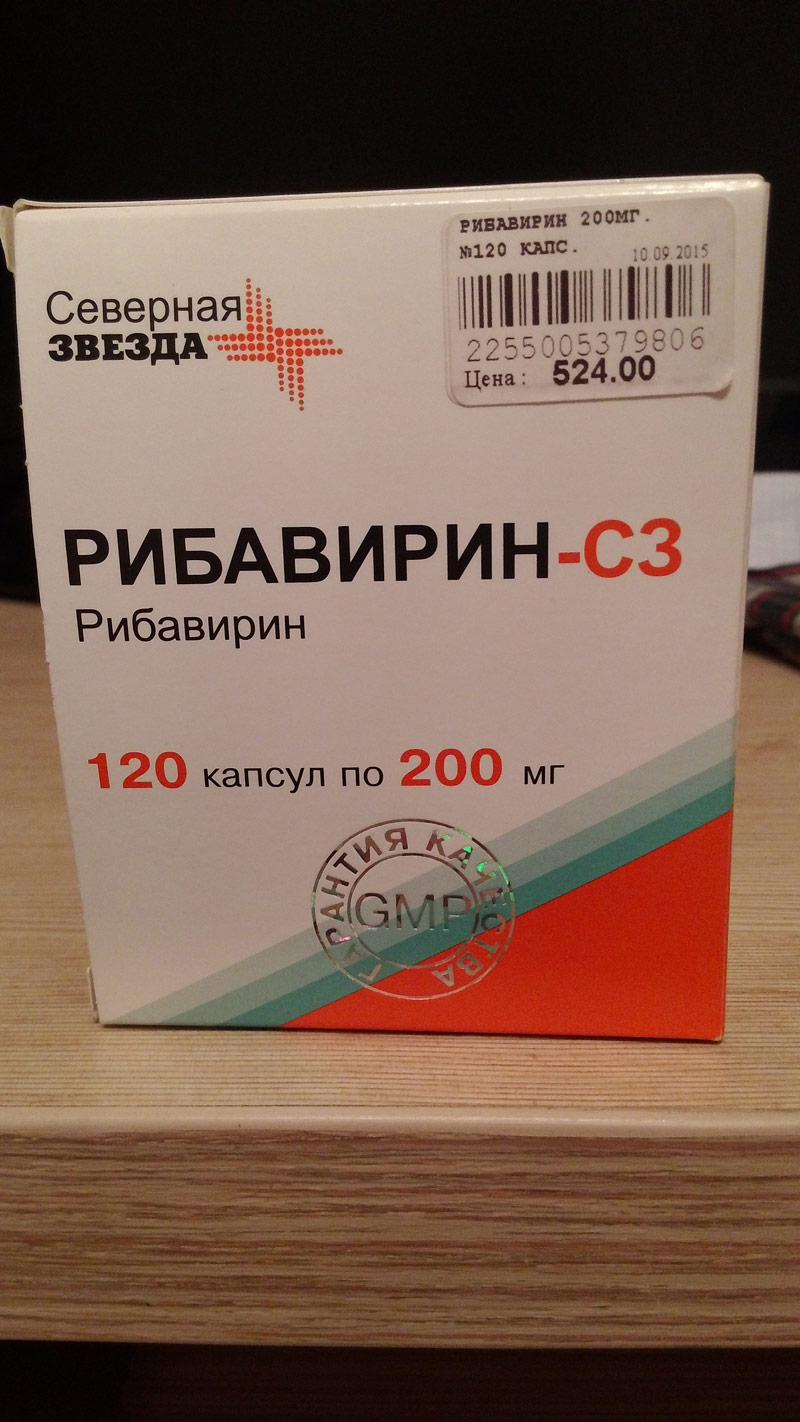 РИБАВИРИН 200МГ.
№120 КАПС.
10.09.2015
2255005379806
Цена: 524.00
Северная
ЗВЕЗДА
РИБАВИРИН-СЗ
Рибавирин
120 капсул по 200 мг
ГАРАНТИЯ КАЧЕСТВА
GMP